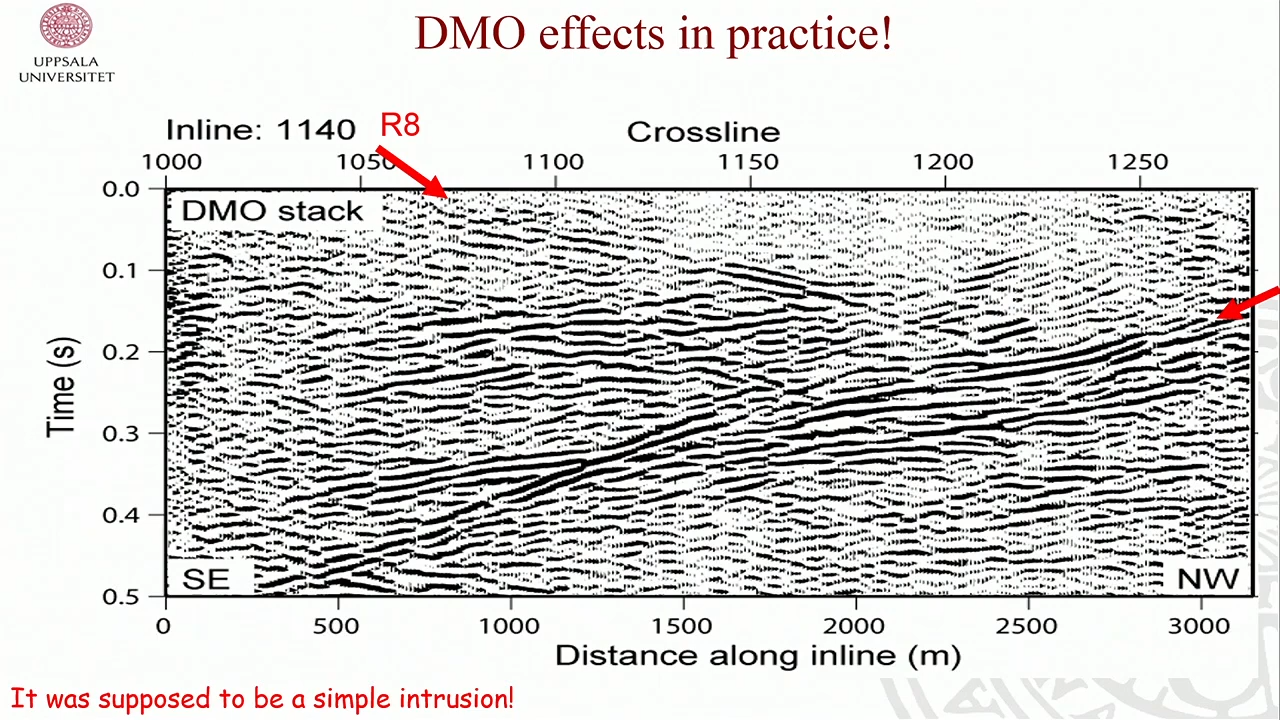 DMO effects in practice!
UPPSALA
UNIVERSITET
Inline: 1140 R8 Crossline
1000 1050 1100 1150 1200 1250
DMO stack
0.0
0.1
0.2
0.3
0.4
0.5
Time (s)
SE NW
0 500 1000 1500 2000 2500 3000
Distance along inline (m)
It was supposed to be a simple intrusion!